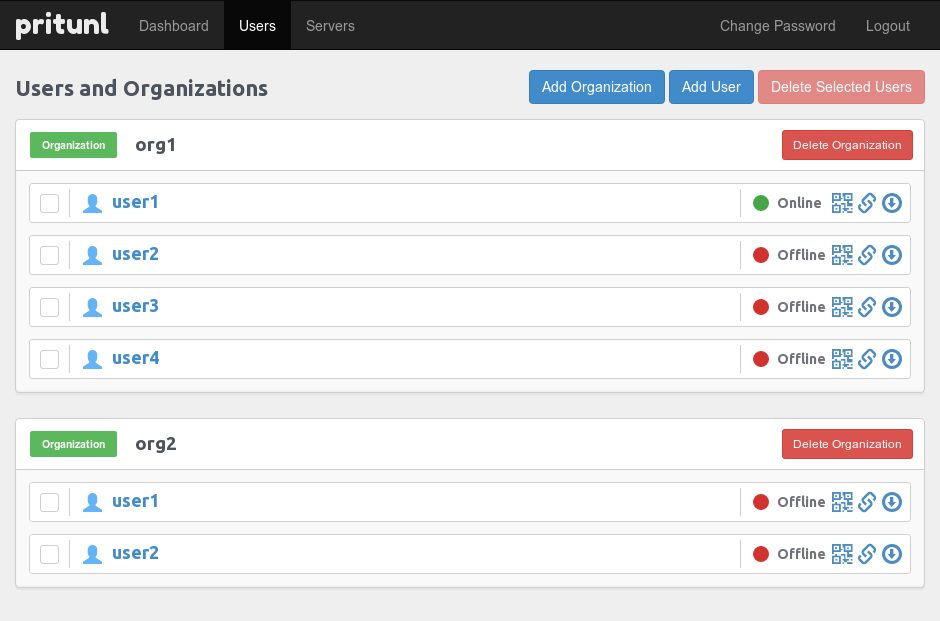 pritunl Dashboard Users Servers Change Password Logout
Users and Organizations Add Organization Add User Delete Selected Users
Organization org1 Delete Organization
user1 Online
user2 Offline
user3 Offline
user4 Offline
Organization org2 Delete Organization
user1 Offline
user2 Offline